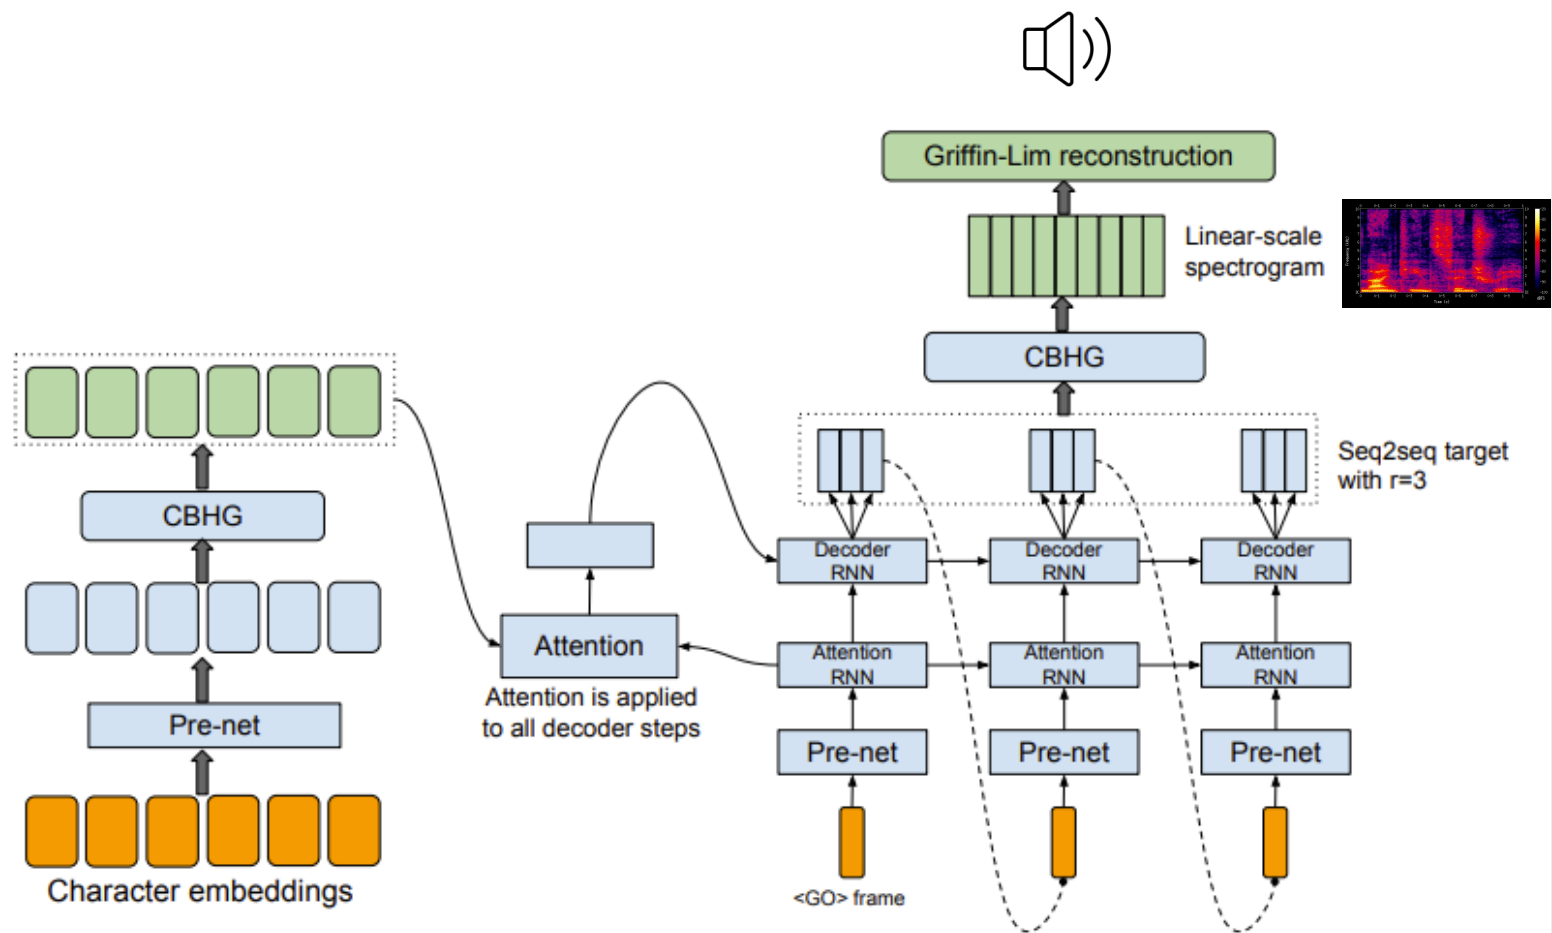 Griffin-Lim reconstruction
Linear-scale
spectrogram
CBHG
Seq2seq target
with r=3
CBHG
Decoder
RNN
Decoder
RNN
Decoder
RNN
Attention
Attention is applied
to all decoder steps
Attention
RNN
Attention
RNN
Attention
RNN
Pre-net
Pre-net
Pre-net
Pre-net
Character embeddings
<GO> frame